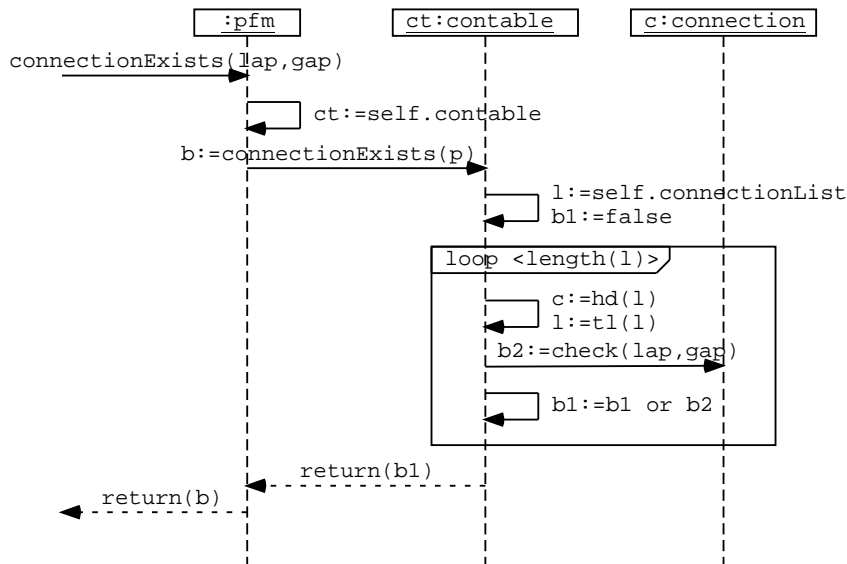 :pfm
ct:contable
c:connection
connectionExists(lap,gap)
ct:=self.contable
b:=connectionExists(p)
l:=self.connectionList
b1:=false
loop <length(l)>
c:=hd(l)
l:=tl(l)
b2:=check(lap,gap)
b1:=b1 or b2
return(b1)
return(b)